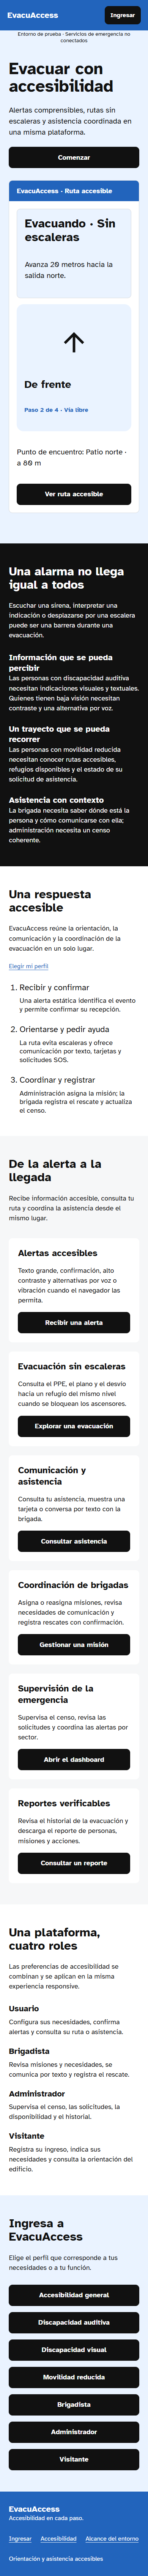 EvacuAccess
Ingresar
Entorno de prueba · Servicios de emergencia no
conectados
Evacuar con
accesibilidad
Alertas comprensibles, rutas sin
escaleras y asistencia coordinada en
una misma plataforma.
Comenzar
EvacuAccess · Ruta accesible
Evacuando · Sin
escaleras
Avanza 20 metros hacia la
salida norte.
De frente
Paso 2 de 4 · Vía libre
Punto de encuentro: Patio norte ·
a 80 m
Ver ruta accesible
Una alarma no llega
igual a todos
Escuchar una sirena, interpretar una
indicación o desplazarse por una escalera
puede ser una barrera durante una
evacuación.
Información que se pueda
percibir
Las personas con discapacidad auditiva
necesitan indicaciones visuales y textuales.
Quienes tienen baja visión necesitan
contraste y una alternativa por voz.
Un trayecto que se pueda
recorrer
Las personas con movilidad reducida
necesitan conocer rutas accesibles,
refugios disponibles y el estado de su
solicitud de asistencia.
Asistencia con contexto
La brigada necesita saber dónde está la
persona y cómo comunicarse con ella;
administración necesita un censo
coherente.
Una respuesta
accesible
EvacuAccess reúne la orientación, la
comunicación y la coordinación de la
evacuación en un solo lugar.
Elegir mi perfil
1. Recibir y confirmar
Una alerta estática identifica el evento
y permite confirmar su recepción.
2. Orientarse y pedir ayuda
La ruta evita escaleras y ofrece
comunicación por texto, tarjetas y
solicitudes SOS.
3. Coordinar y registrar
Administración asigna la misión; la
brigada registra el rescate y actualiza
el censo.
De la alerta a la
llegada
Recibe información accesible, consulta tu
ruta y coordina la asistencia desde el
mismo lugar.
Alertas accesibles
Texto grande, confirmación, alto
contraste y alternativas por voz o
vibración cuando el navegador las
permita.
Recibir una alerta
Evacuación sin escaleras
Consulta el PPE, el plano y el desvío
hacia un refugio del mismo nivel
cuando se bloquean los ascensores.
Explorar una evacuación
Comunicación y
asistencia
Consulta tu asistencia, muestra una
tarjeta o conversa por texto con la
brigada.
Consultar asistencia
Coordinación de brigadas
Asigna o reasigna misiones, revisa
necesidades de comunicación y
registra rescates con confirmación.
Gestionar una misión
Supervisión de la
emergencia
Supervisa el censo, revisa las
solicitudes y coordina las alertas por
sector.
Abrir el dashboard
Reportes verificables
Revisa el historial de la evacuación y
descarga el reporte de personas,
misiones y acciones.
Consultar un reporte
Una plataforma,
cuatro roles
Las preferencias de accesibilidad se
combinan y se aplican en la misma
experiencia responsive.
Usuario
Configura sus necesidades, confirma
alertas y consulta su ruta o asistencia.
Brigadista
Revisa misiones y necesidades, se
comunica por texto y registra el rescate.
Administrador
Supervisa el censo, las solicitudes, la
disponibilidad y el historial.
Visitante
Registra su ingreso, indica sus
necesidades y consulta la orientación del
edificio.
Ingresa a
EvacuAccess
Elige el perfil que corresponde a tus
necesidades o a tu función.
Accesibilidad general
Discapacidad auditiva
Discapacidad visual
Movilidad reducida
Brigadista
Administrador
Visitante
EvacuAccess
Accesibilidad en cada paso.
Ingresar Accesibilidad Alcance del entorno
Orientación y asistencia accesibles